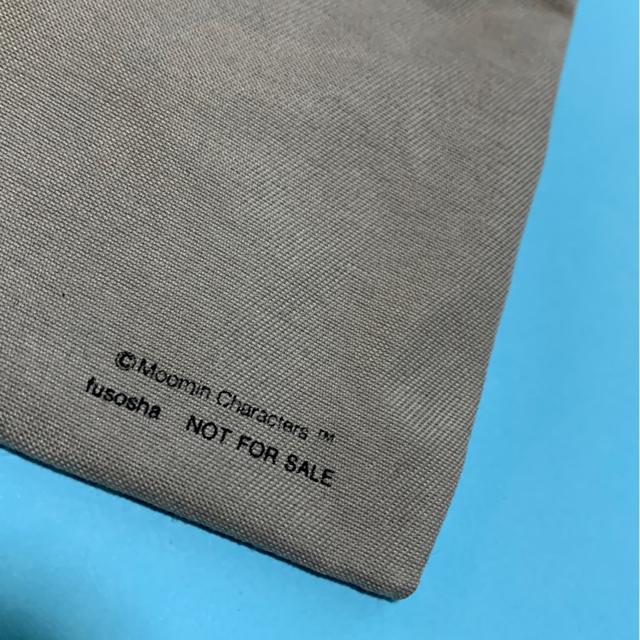 ©Moomin Characters ™
fusosha NOT FOR SALE